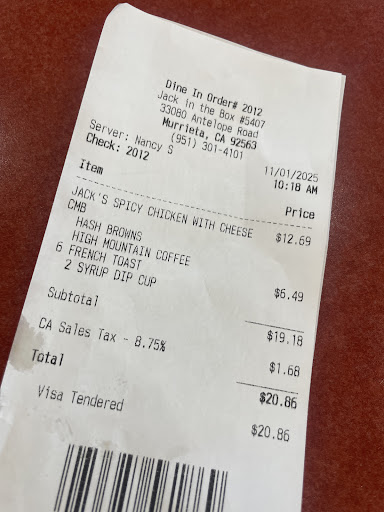 Dine In Order# 2012
Jack in the Box #5407
33080 Antelope Road
Murrieta, CA 92563
(951) 301-4101
Server: Nancy S 11/01/2025
Check: 2012 10:18 AM
Item Price
JACK'S SPICY CHICKEN WITH CHEESE $12.69
CMB
HASH BROWNS
HIGH MOUNTAIN COFFEE
6 FRENCH TOAST $6.49
2 SYRUP DIP CUP
Subtotal $19.18
CA Sales Tax - 8.75% $1.68
Total $20.86
Visa Tendered $20.86